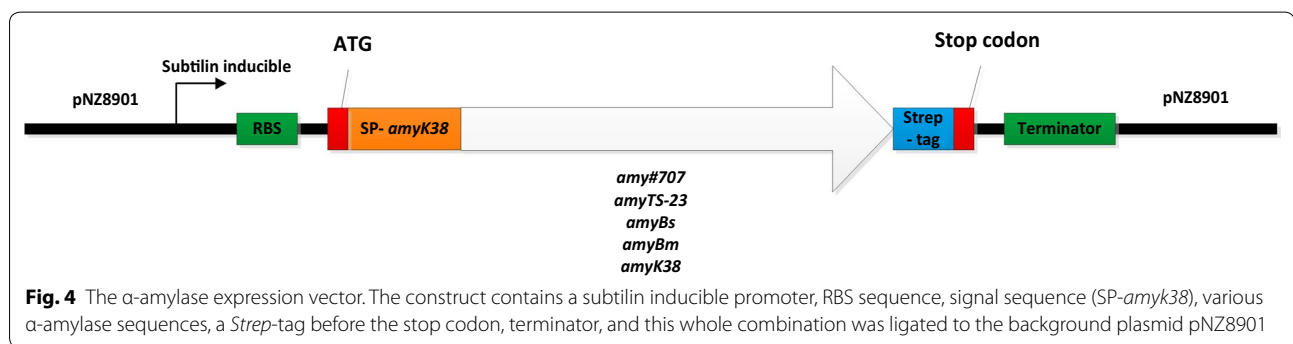 ATG
Stop codon
Subtilin inducible
pNZ8901
pNZ8901
RBS
SP- amyK38
Strep
- tag
Terminator
amy#707
amyTS-23
amyBs
amyBm
amyK38
Fig. 4 The α-amylase expression vector. The construct contains a subtilin inducible promoter, RBS sequence, signal sequence (SP-amyk38), various
α-amylase sequences, a Strep-tag before the stop codon, terminator, and this whole combination was ligated to the background plasmid pNZ8901